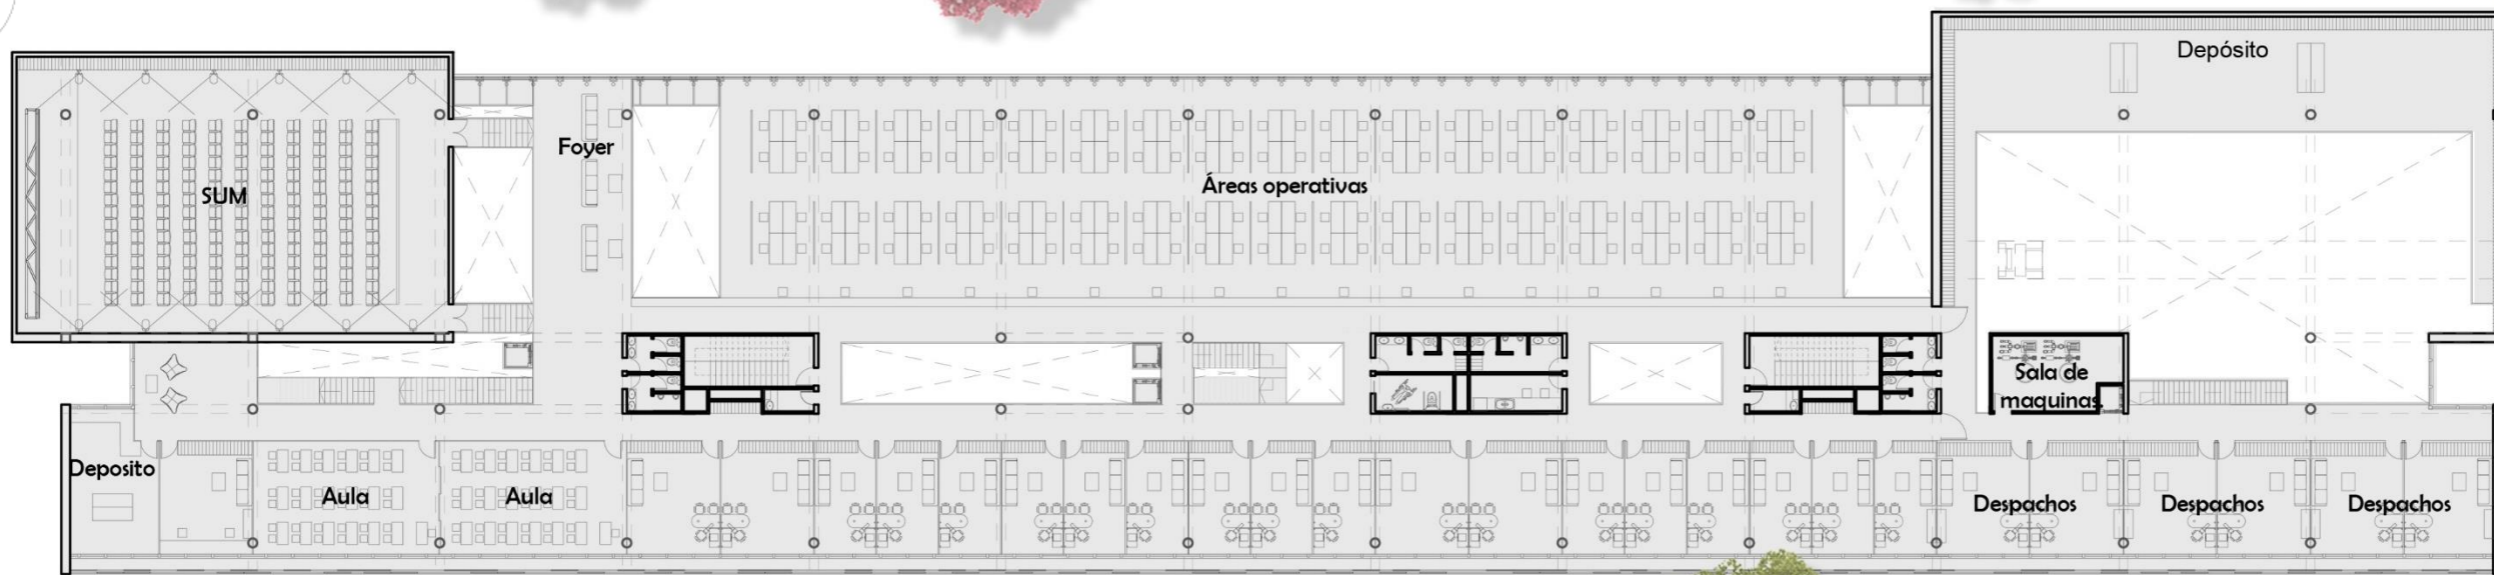 Depósito
Foyer
SUM
Áreas operativas
Sala de
maquinas
Deposito
Aula
Aula
Despachos
Despachos
Despachos